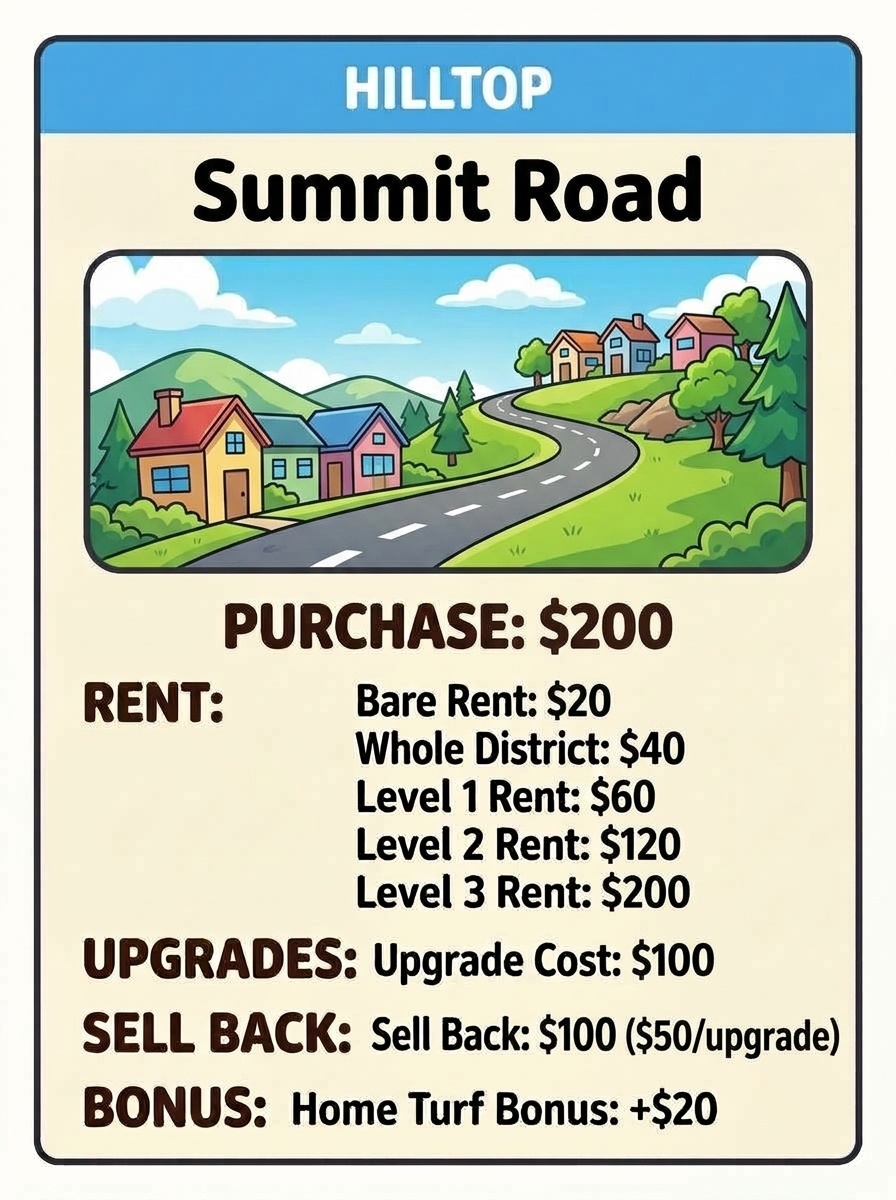 HILLTOP
Summit Road
PURCHASE: $200
RENT: Bare Rent: $20
Whole District: $40
Level 1 Rent: $60
Level 2 Rent: $120
Level 3 Rent: $200
UPGRADES: Upgrade Cost: $100
SELL BACK: Sell Back: $100 ($50/upgrade)
BONUS: Home Turf Bonus: +$20